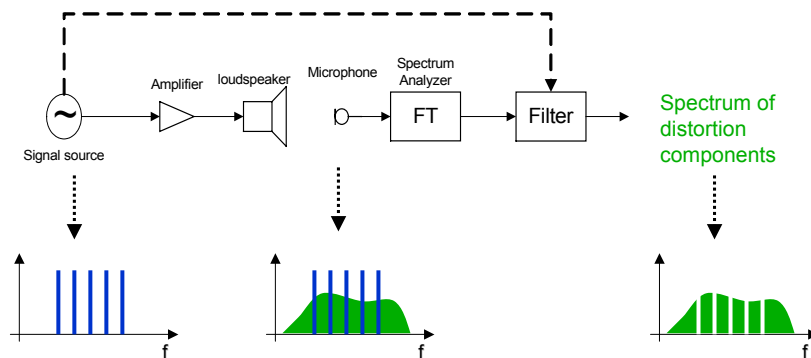 Amplifier
loudspeaker
Microphone
Spectrum
Analyzer
~
FT
Filter
Signal source
Spectrum of
distortion
components
f
f
f